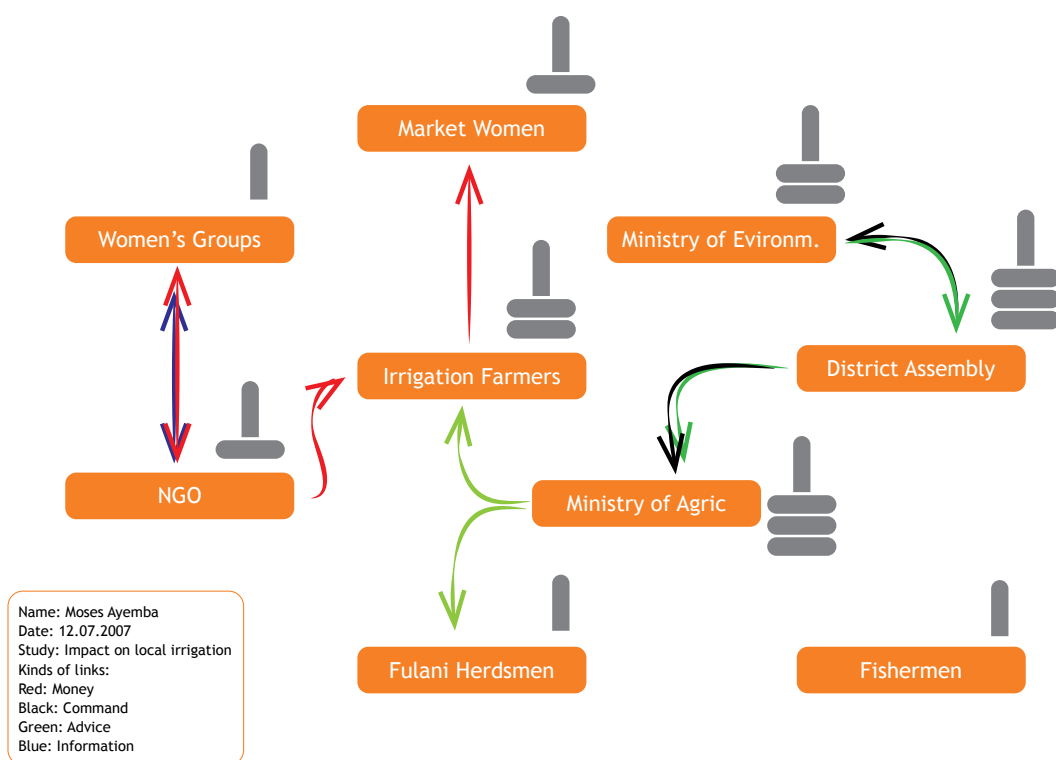 Market Women
Women's Groups
Ministry of Evironm.
Irrigation Farmers
District Assembly
NGO
Ministry of Agric
Fulani Herdsmen
Fishermen
Name: Moses Ayemba
Date: 12.07.2007
Study: Impact on local irrigation
Kinds of links:
Red: Money
Black: Command
Green: Advice
Blue: Information